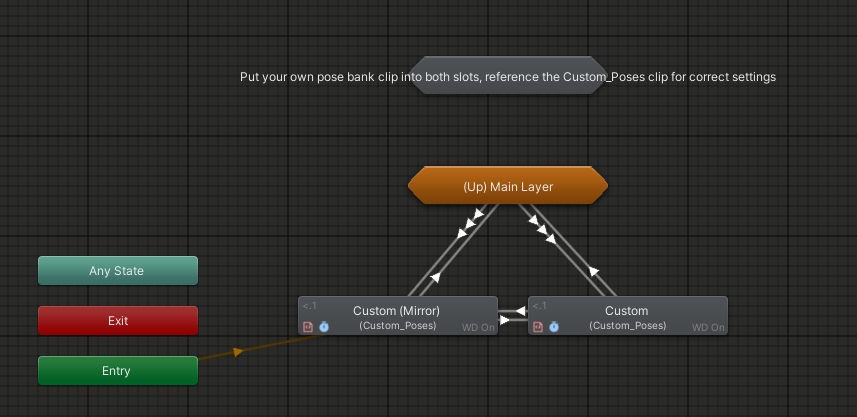 Put your own pose bank clip into both slots, reference the Custom_Poses clip for correct settings
(Up) Main Layer
Any State
Exit
Entry
<.1
Custom (Mirror)
(Custom_Poses)
WD On
<.1
Custom
(Custom_Poses)
WD On